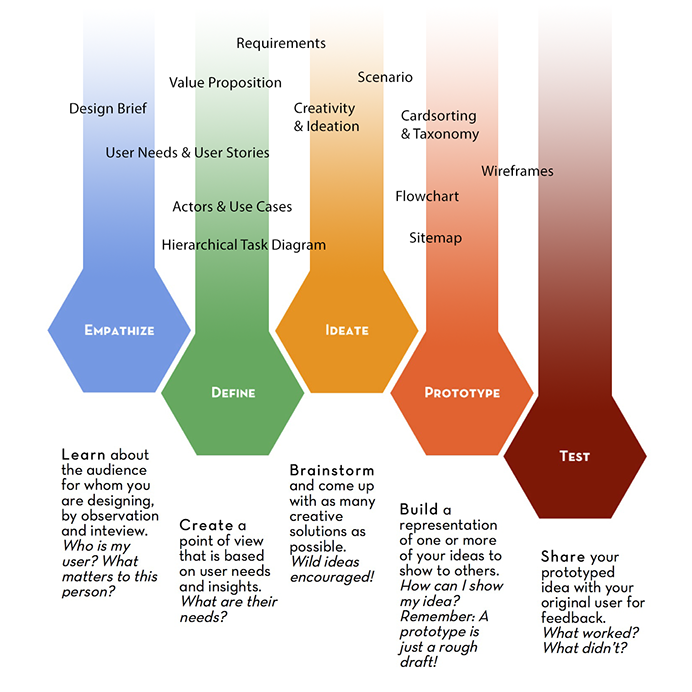 Requirements
Scenario
Value Proposition
Design Brief
Creativity
& Ideation
Cardsorting
& Taxonomy
User Needs & User Stories
Wireframes
Flowchart
Actors & Use Cases
Sitemap
Hierarchical Task Diagram
EMPATHIZE
DEFINE
IDEATE
PROTOTYPE
TEST
Learn about
the audience
for whom you
are designing,
by observation
and inteview.
Who is my
user? What
matters to this
person?
Create a
point of view
that is based
on user needs
and insights.
What are their
needs?
Brainstorm
and come up
with as many
creative
solutions as
possible.
Wild ideas
encouraged!
Build a
representation
of one or more
of your ideas to
show to others.
How can I show
my idea?
Remember: A
prototype is
just a rough
draft!
Share your
prototyped
idea with your
original user for
feedback.
What worked?
What didn't?